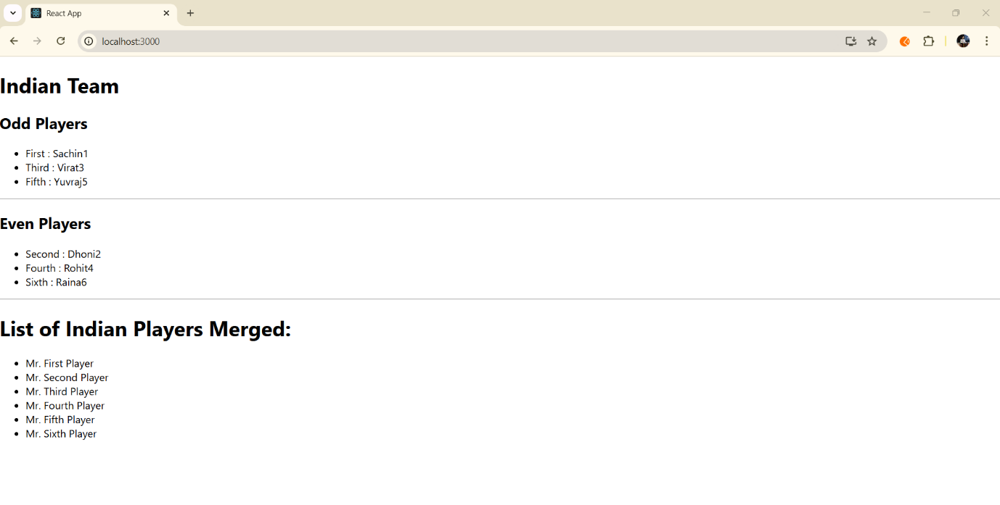 React App
localhost:3000
Indian Team
Odd Players
First : Sachin1
Third : Virat3
Fifth : Yuvraj5
Even Players
Second : Dhoni2
Fourth : Rohit4
Sixth : Raina6
List of Indian Players Merged:
Mr. First Player
Mr. Second Player
Mr. Third Player
Mr. Fourth Player
Mr. Fifth Player
Mr. Sixth Player